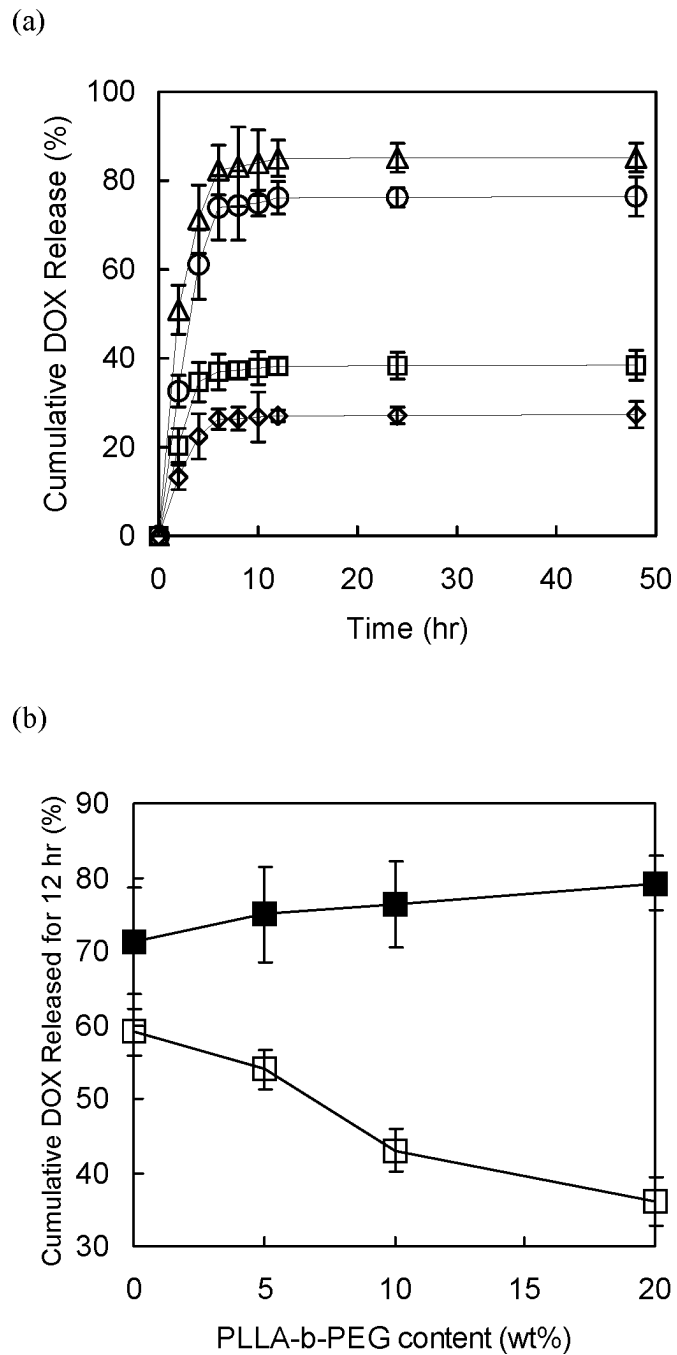 (a)
100
80
60
40
20
0
0 10 20 30 40 50
Cumulative DOX Release (%)
Time (hr)
(b)
90
80
70
60
50
40
30
0 5 10 15 20
Cumulative DOX Released for 12 hr (%)
PLLA-b-PEG content (wt%)